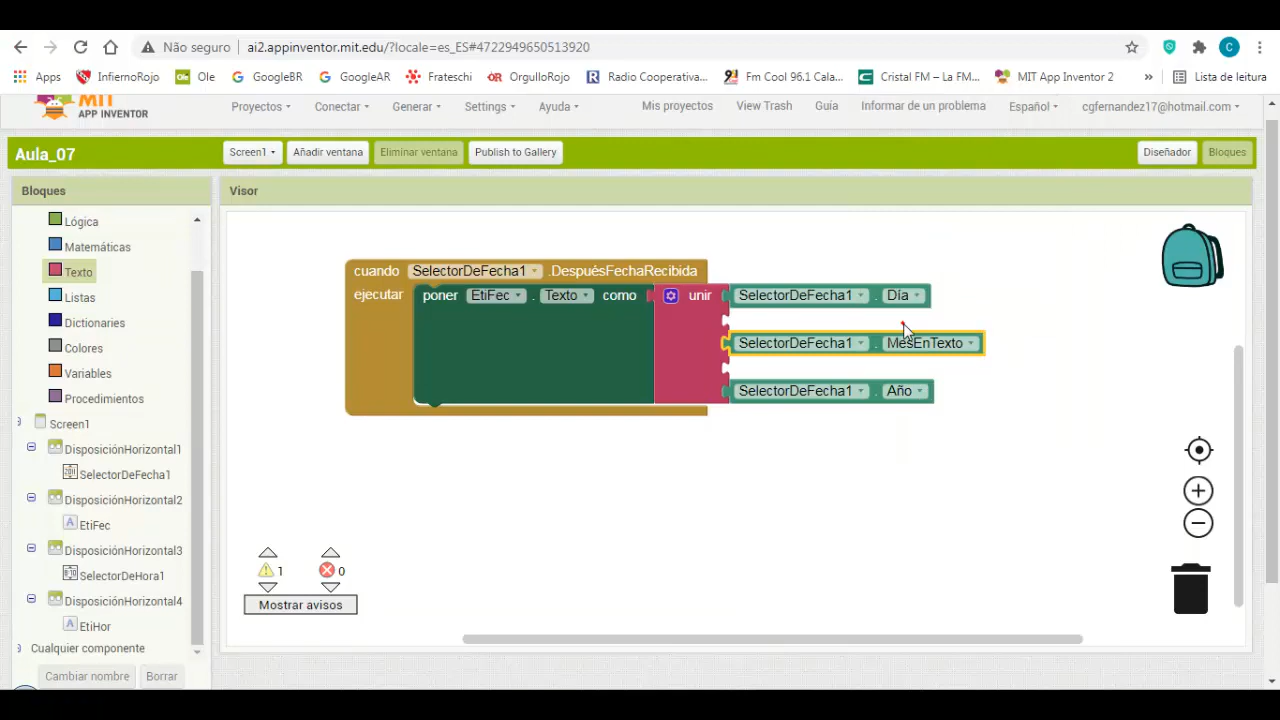 Não seguro ai2.appinventor.mit.edu/?locale=es_ES#4722949650513920
Apps InfiernoRojo Ole GoogleBR GoogleAR Frateschi OrgulloRojo Radio Cooperativa... Fm Cool 96.1 Cala... Cristal FM – La FM... MIT App Inventor 2 » Lista de leitura
MIT
APP INVENTOR
Proyectos Conectar Generar Settings Ayuda Mis proyectos View Trash Guía Informar de un problema Español cgfernandez17@hotmail.com
Aula_07 Screen1 Añadir ventana Eliminar ventana Publish to Gallery Diseñador Bloques
Bloques Visor
Lógica
Matemáticas
Texto
Listas
Dictionaries
Colores
Variables
Procedimientos
Screen1
DisposiciónHorizontal1
SelectorDeFecha1
DisposiciónHorizontal2
EtiFec
DisposiciónHorizontal3
SelectorDeHora1
DisposiciónHorizontal4
EtiHor
Cualquier componente
Cambiar nombre Borrar
cuando SelectorDeFecha1 .DespuésFechaRecibida
ejecutar poner EtiFec . Texto como unir SelectorDeFecha1 . Día
SelectorDeFecha1 . MesEnTexto
SelectorDeFecha1 . Año
1 0
Mostrar avisos